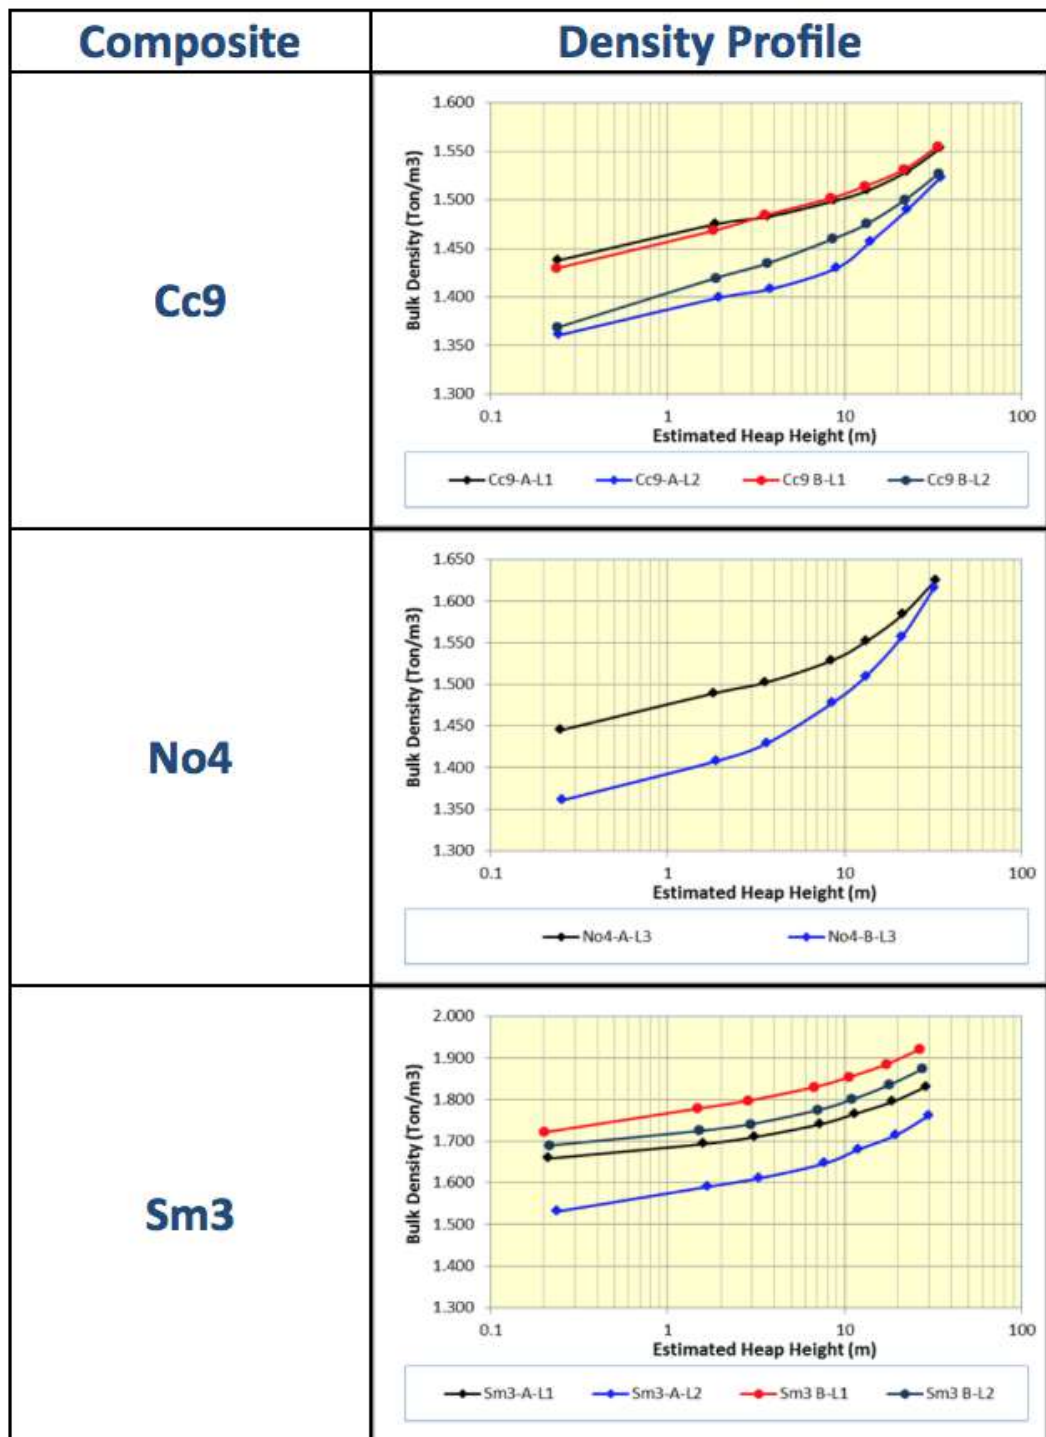 Composite
Density Profile
Cc9
Bulk Density (Ton/m3)
1.600
1.550
1.500
1.450
1.400
1.350
1.300
0.1 1 10 100
Estimated Heap Height (m)
Cc9-A-L1 Cc9-A-L2 Cc9 B-L1 Cc9 B-L2
No4
Bulk Density (Ton/m3)
1.650
1.600
1.550
1.500
1.450
1.400
1.350
1.300
0.1 1 10 100
Estimated Heap Height (m)
No4-A-L3 No4-B-L3
Sm3
Bulk Density (Ton/m3)
2.000
1.900
1.800
1.700
1.600
1.500
1.400
1.300
0.1 1 10 100
Estimated Heap Height (m)
Sm3-A-L1 Sm3-A-L2 Sm3 B-L1 Sm3 B-L2